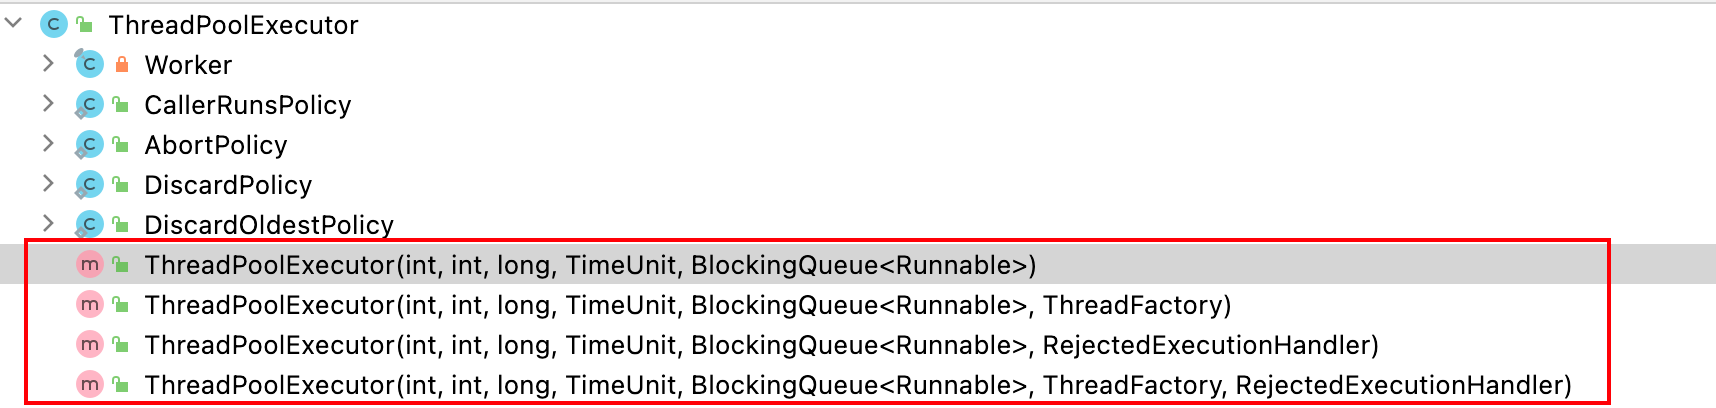 C ThreadPoolExecutor
C Worker
C CallerRunsPolicy
C AbortPolicy
C DiscardPolicy
C DiscardOldestPolicy
m ThreadPoolExecutor(int, int, long, TimeUnit, BlockingQueue<Runnable>)
m ThreadPoolExecutor(int, int, long, TimeUnit, BlockingQueue<Runnable>, ThreadFactory)
m ThreadPoolExecutor(int, int, long, TimeUnit, BlockingQueue<Runnable>, RejectedExecutionHandler)
m ThreadPoolExecutor(int, int, long, TimeUnit, BlockingQueue<Runnable>, ThreadFactory, RejectedExecutionHandler)